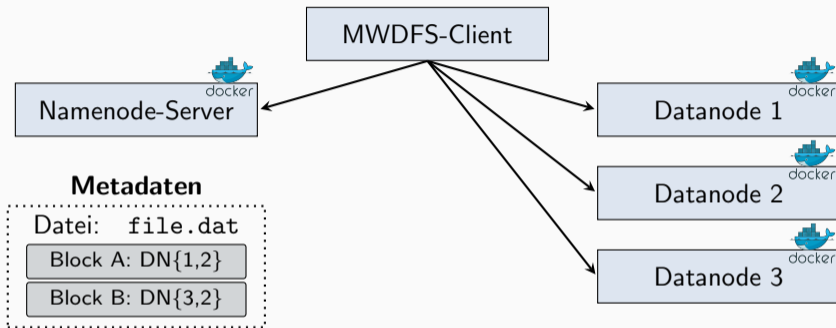 MWDFS-Client
docker
Namenode-Server
docker
Datanode 1
docker
Datanode 2
docker
Datanode 3
Metadaten
Datei: file.dat
Block A: DN{1,2}
Block B: DN{3,2}
docker